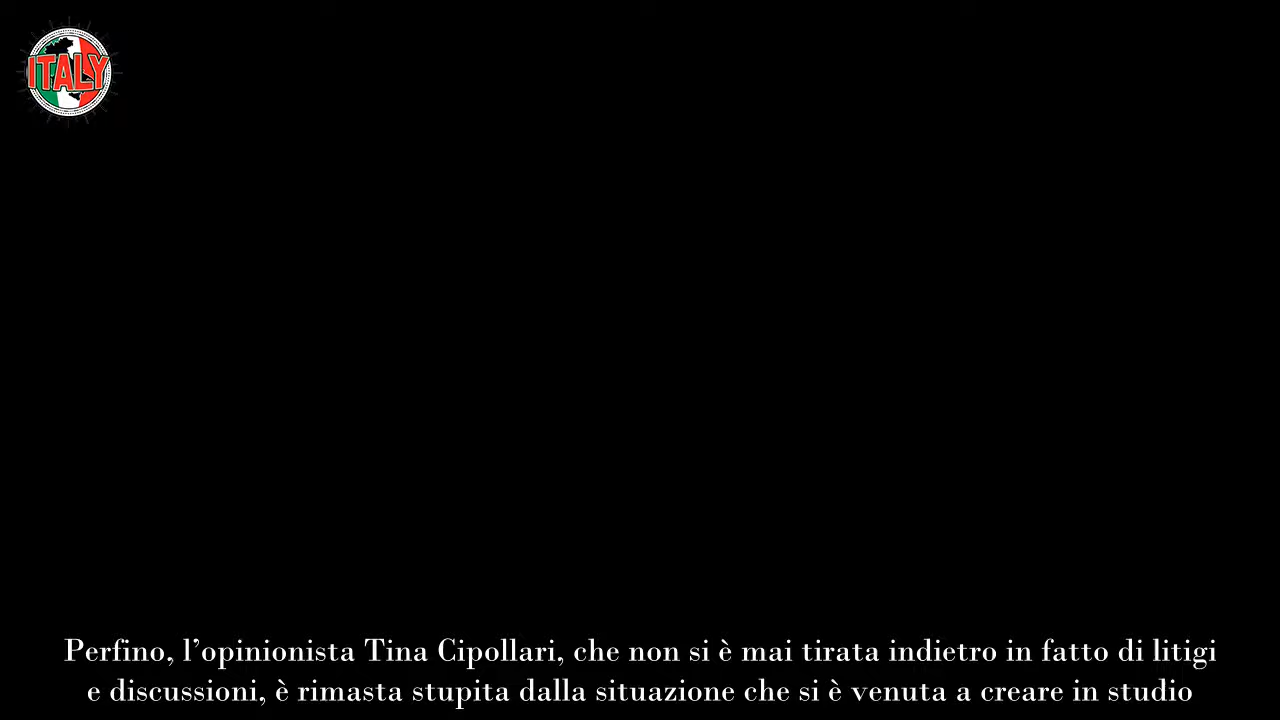 ITALY
Perfino, l’opinionista Tina Cipollari, che non si è mai tirata indietro in fatto di litigi
e discussioni, è rimasta stupita dalla situazione che si è venuta a creare in studio